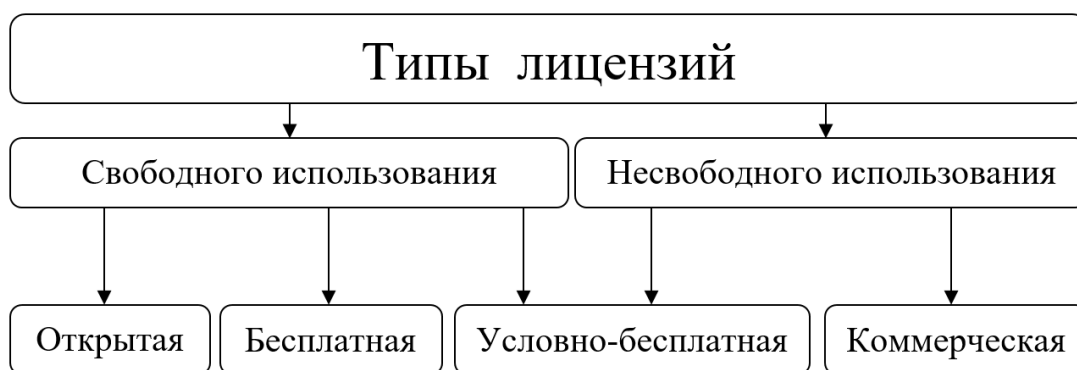 Типы лицензий
Свободного использования
Несвободного использования
Открытая
Бесплатная
Условно-бесплатная
Коммерческая